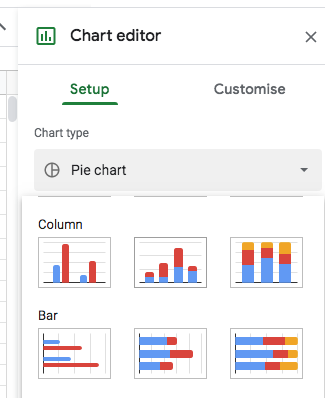 Chart editor
Setup
Customise
Chart type
Pie chart
Column
Bar